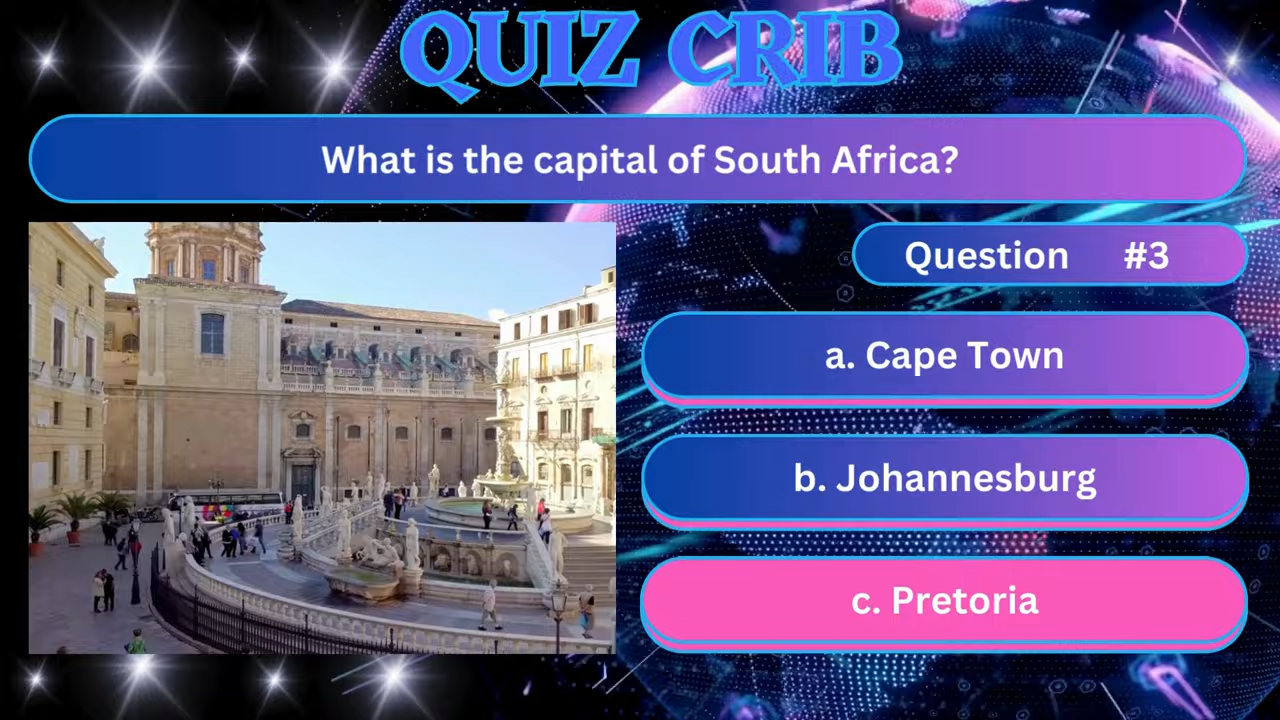 QUIZ CRIB
What is the capital of South Africa?
Question #3
a. Cape Town
b. Johannesburg
c. Pretoria